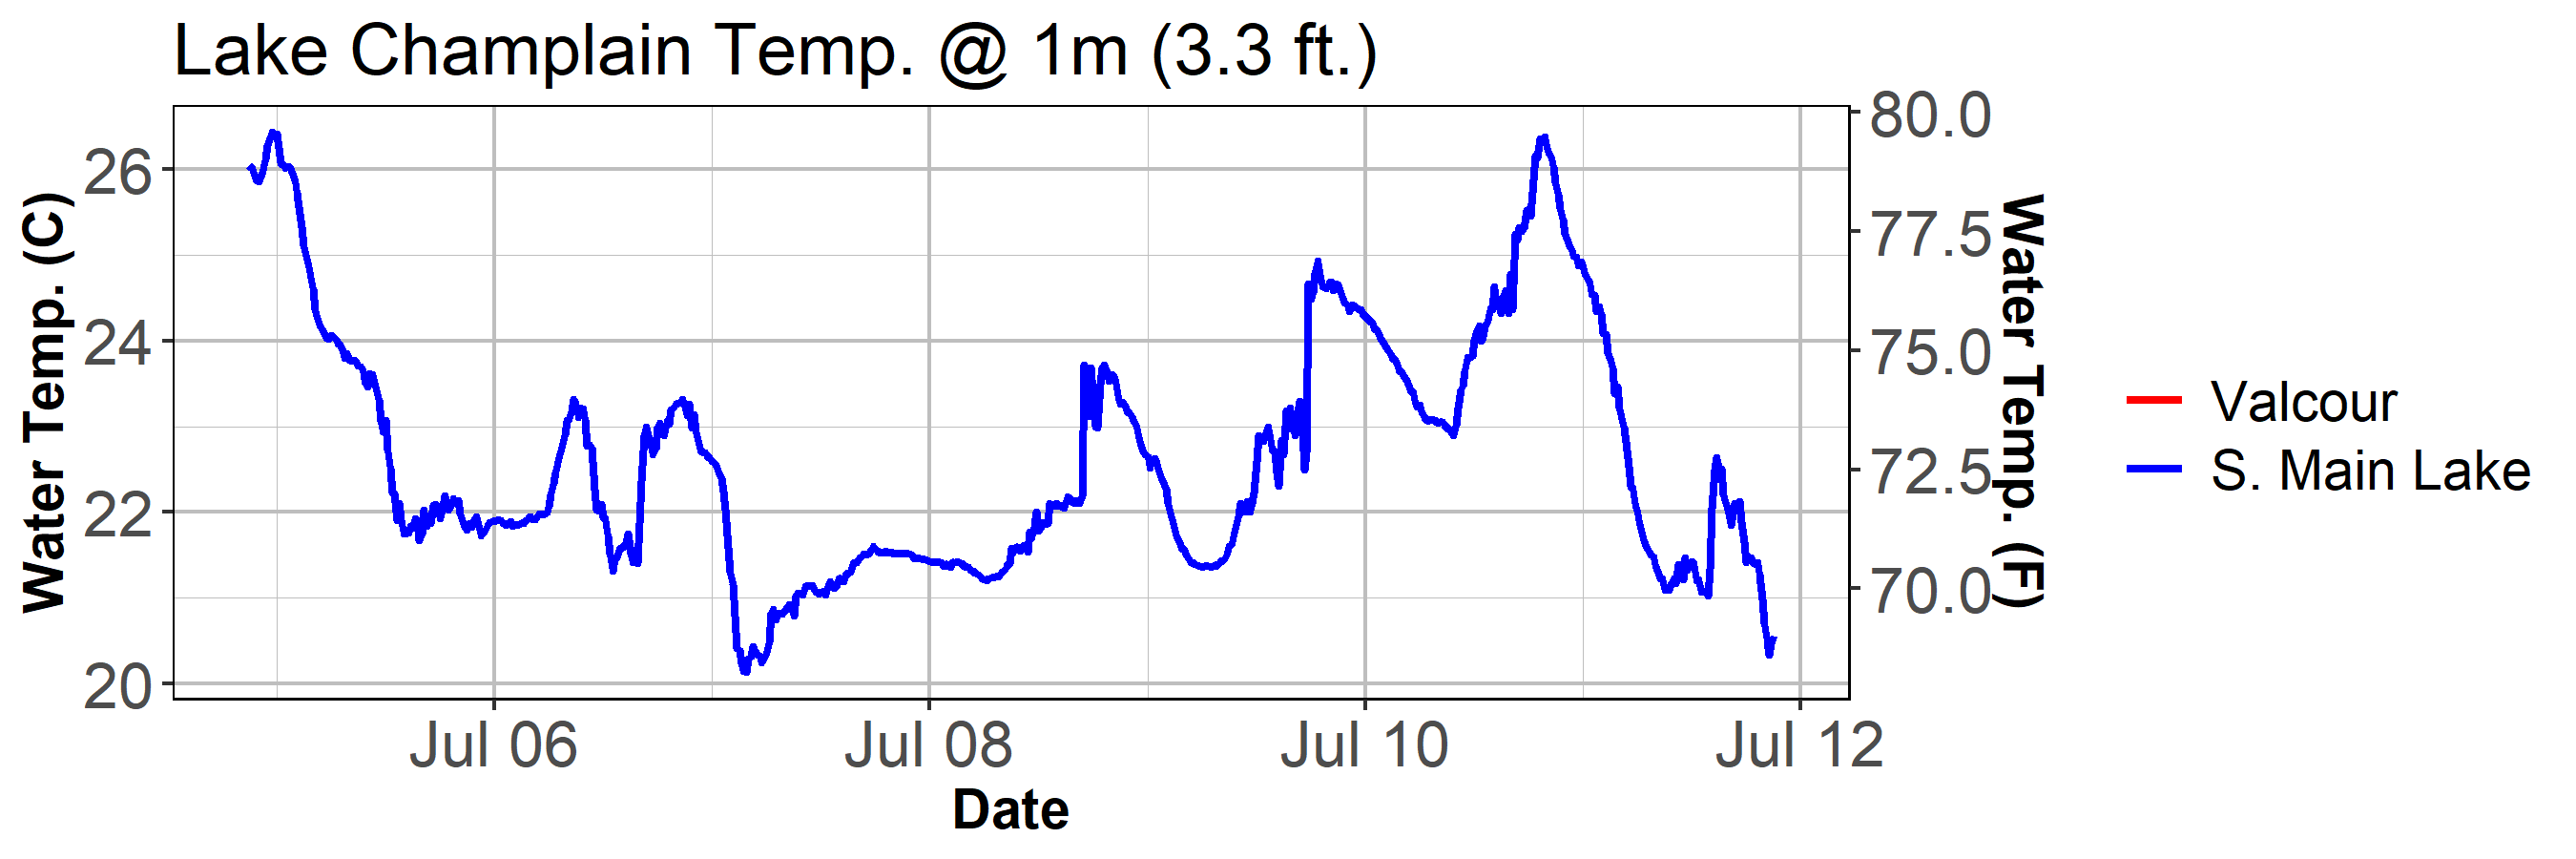 Lake Champlain Temp. @ 1m (3.3 ft.)
Water Temp. (C)
26
24
22
20
80.0
77.5
75.0
72.5
70.0
Water Temp. (F)
Jul 06
Jul 08
Jul 10
Jul 12
Date
Valcour
S. Main Lake